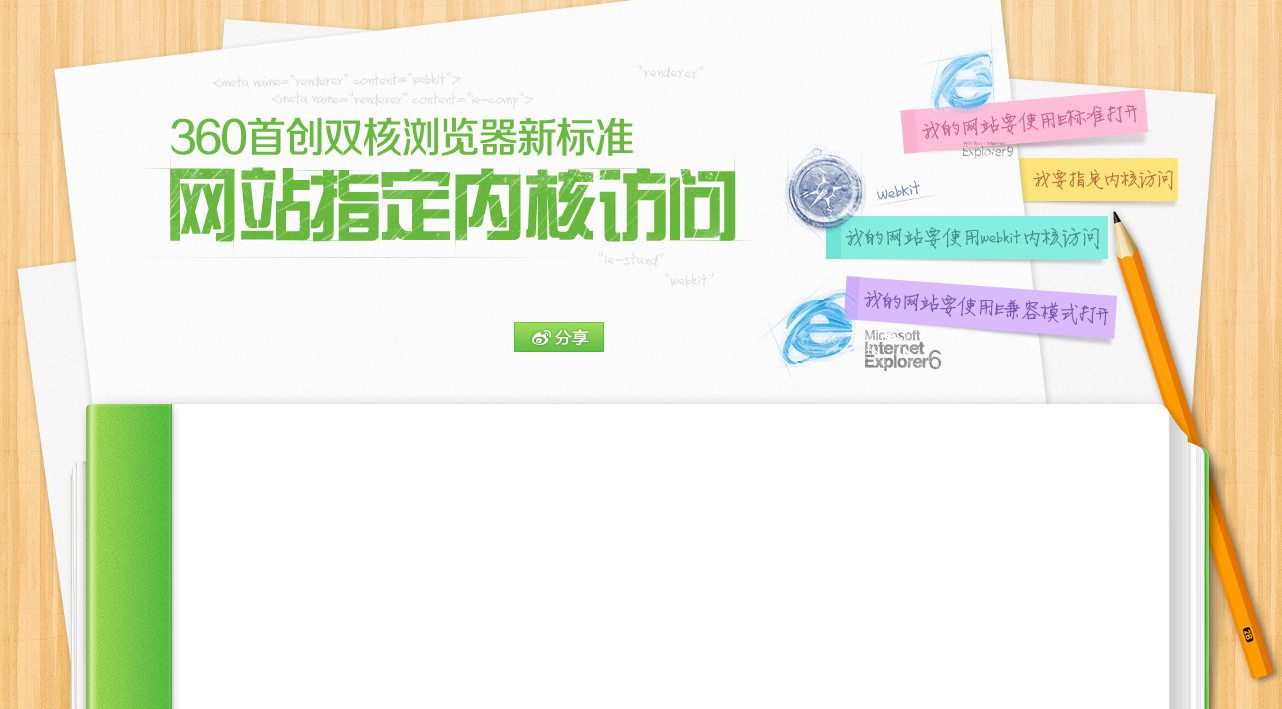 <meta name="renderer" content="webkit">
<meta name="renderer" content="ie-comp">
"renderer"
360首创双核浏览器新标准
网站指定内核访问
"ie-stand"
"webkit"
分享
我的网站要使用IE标准打开
Explorer9
我要指定内核访问
webkit
我的网站要使用webkit内核访问
我的网站要使用IE兼容模式打开
Microsoft
Internet
Explorer6
2B